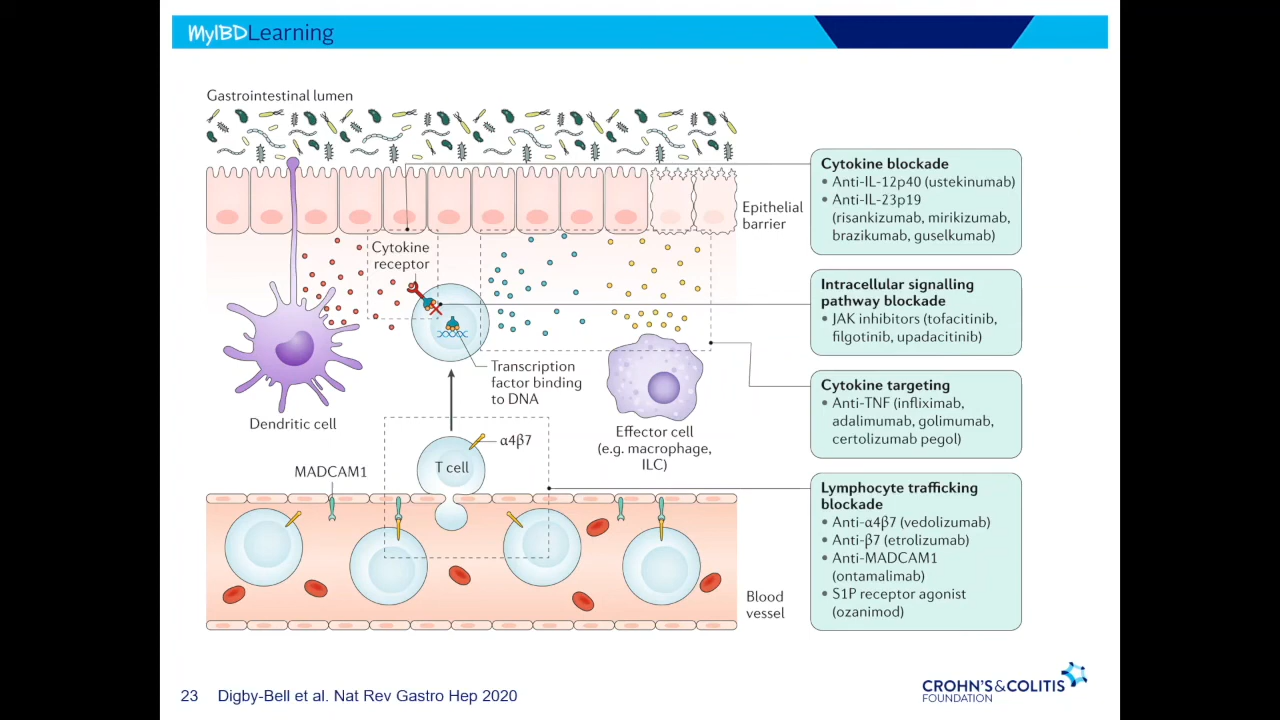 MyIBDLearning
Gastrointestinal lumen
Epithelial
barrier
Cytokine
receptor
Transcription
factor binding
to DNA
Dendritic cell
Effector cell
(e.g. macrophage,
ILC)
α4β7
T cell
MADCAM1
Blood
vessel
Cytokine blockade
• Anti-IL-12p40 (ustekinumab)
• Anti-IL-23p19
(risankizumab, mirikizumab,
brazikumab, guselkumab)
Intracellular signalling
pathway blockade
• JAK inhibitors (tofacitinib,
filgotinib, upadacitinib)
Cytokine targeting
• Anti-TNF (infliximab,
adalimumab, golimumab,
certolizumab pegol)
Lymphocyte trafficking
blockade
• Anti-α4β7 (vedolizumab)
• Anti-β7 (etrolizumab)
• Anti-MADCAM1
(ontamalimab)
• S1P receptor agonist
(ozanimod)
23 Digby-Bell et al. Nat Rev Gastro Hep 2020
CROHN'S&COLITIS
FOUNDATION